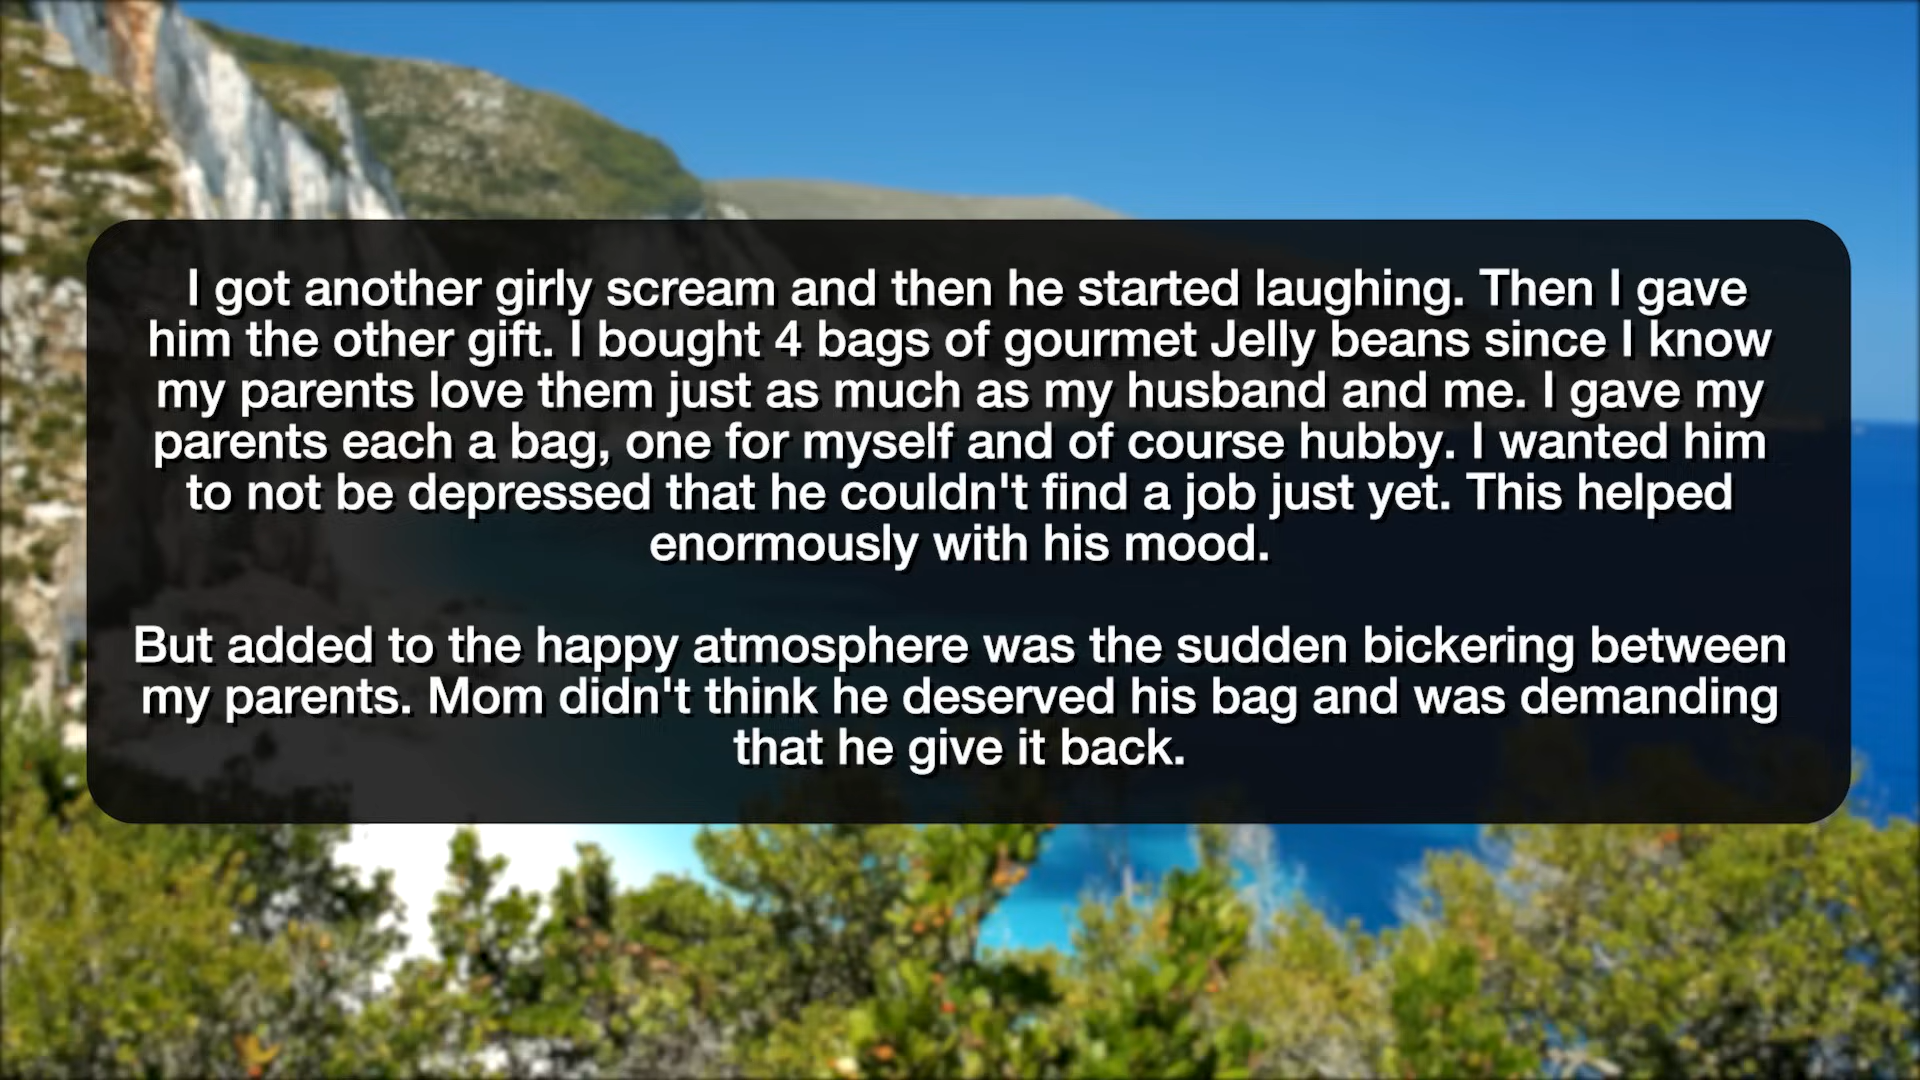 I got another girly scream and then he started laughing. Then I gave
him the other gift. I bought 4 bags of gourmet Jelly beans since I know
my parents love them just as much as my husband and me. I gave my
parents each a bag, one for myself and of course hubby. I wanted him
to not be depressed that he couldn't find a job just yet. This helped
enormously with his mood.
But added to the happy atmosphere was the sudden bickering between
my parents. Mom didn't think he deserved his bag and was demanding
that he give it back.